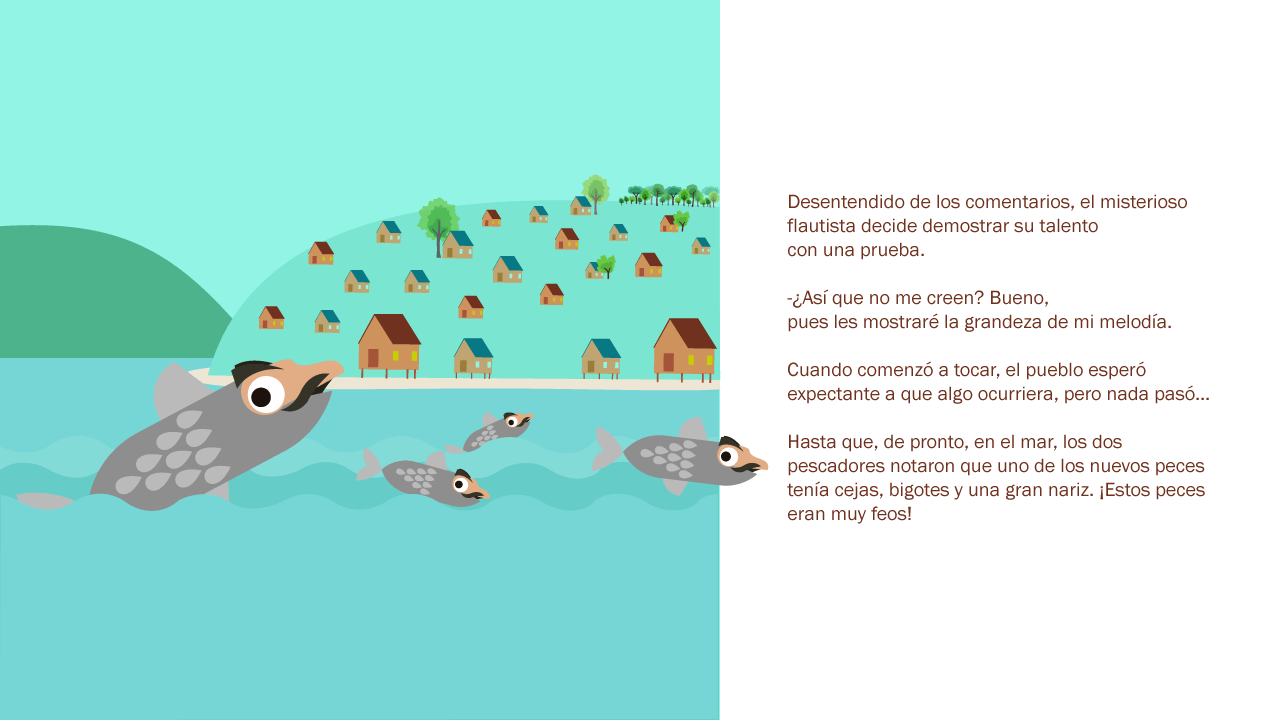 Desentendido de los comentarios, el misterioso
flautista decide demostrar su talento
con una prueba.
-¿Así que no me creen? Bueno,
pues les mostraré la grandeza de mi melodía.
Cuando comenzó a tocar, el pueblo esperó
expectante a que algo ocurriera, pero nada pasó...
Hasta que, de pronto, en el mar, los dos
pescadores notaron que uno de los nuevos peces
tenía cejas, bigotes y una gran nariz. ¡Estos peces
eran muy feos!